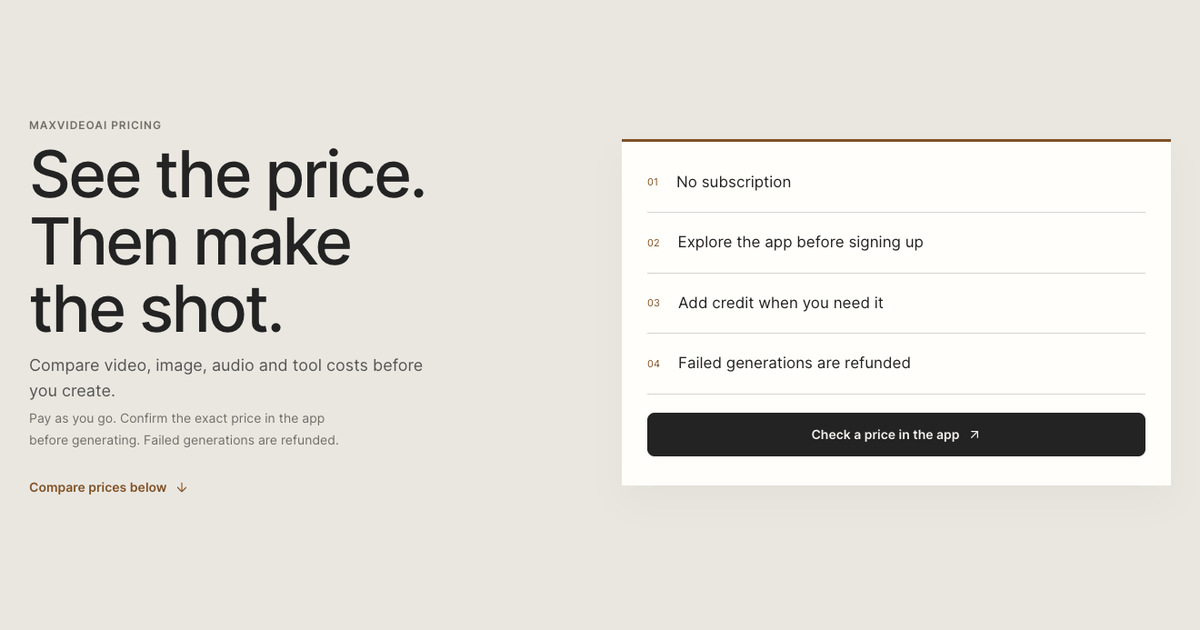 MAXVIDEOAI PRICING
See the price.
Then make
the shot.
Compare video, image, audio and tool costs before
you create.
Pay as you go. Confirm the exact price in the app
before generating. Failed generations are refunded.
Compare prices below ↓
01 No subscription
02 Explore the app before signing up
03 Add credit when you need it
04 Failed generations are refunded
Check a price in the app ↗